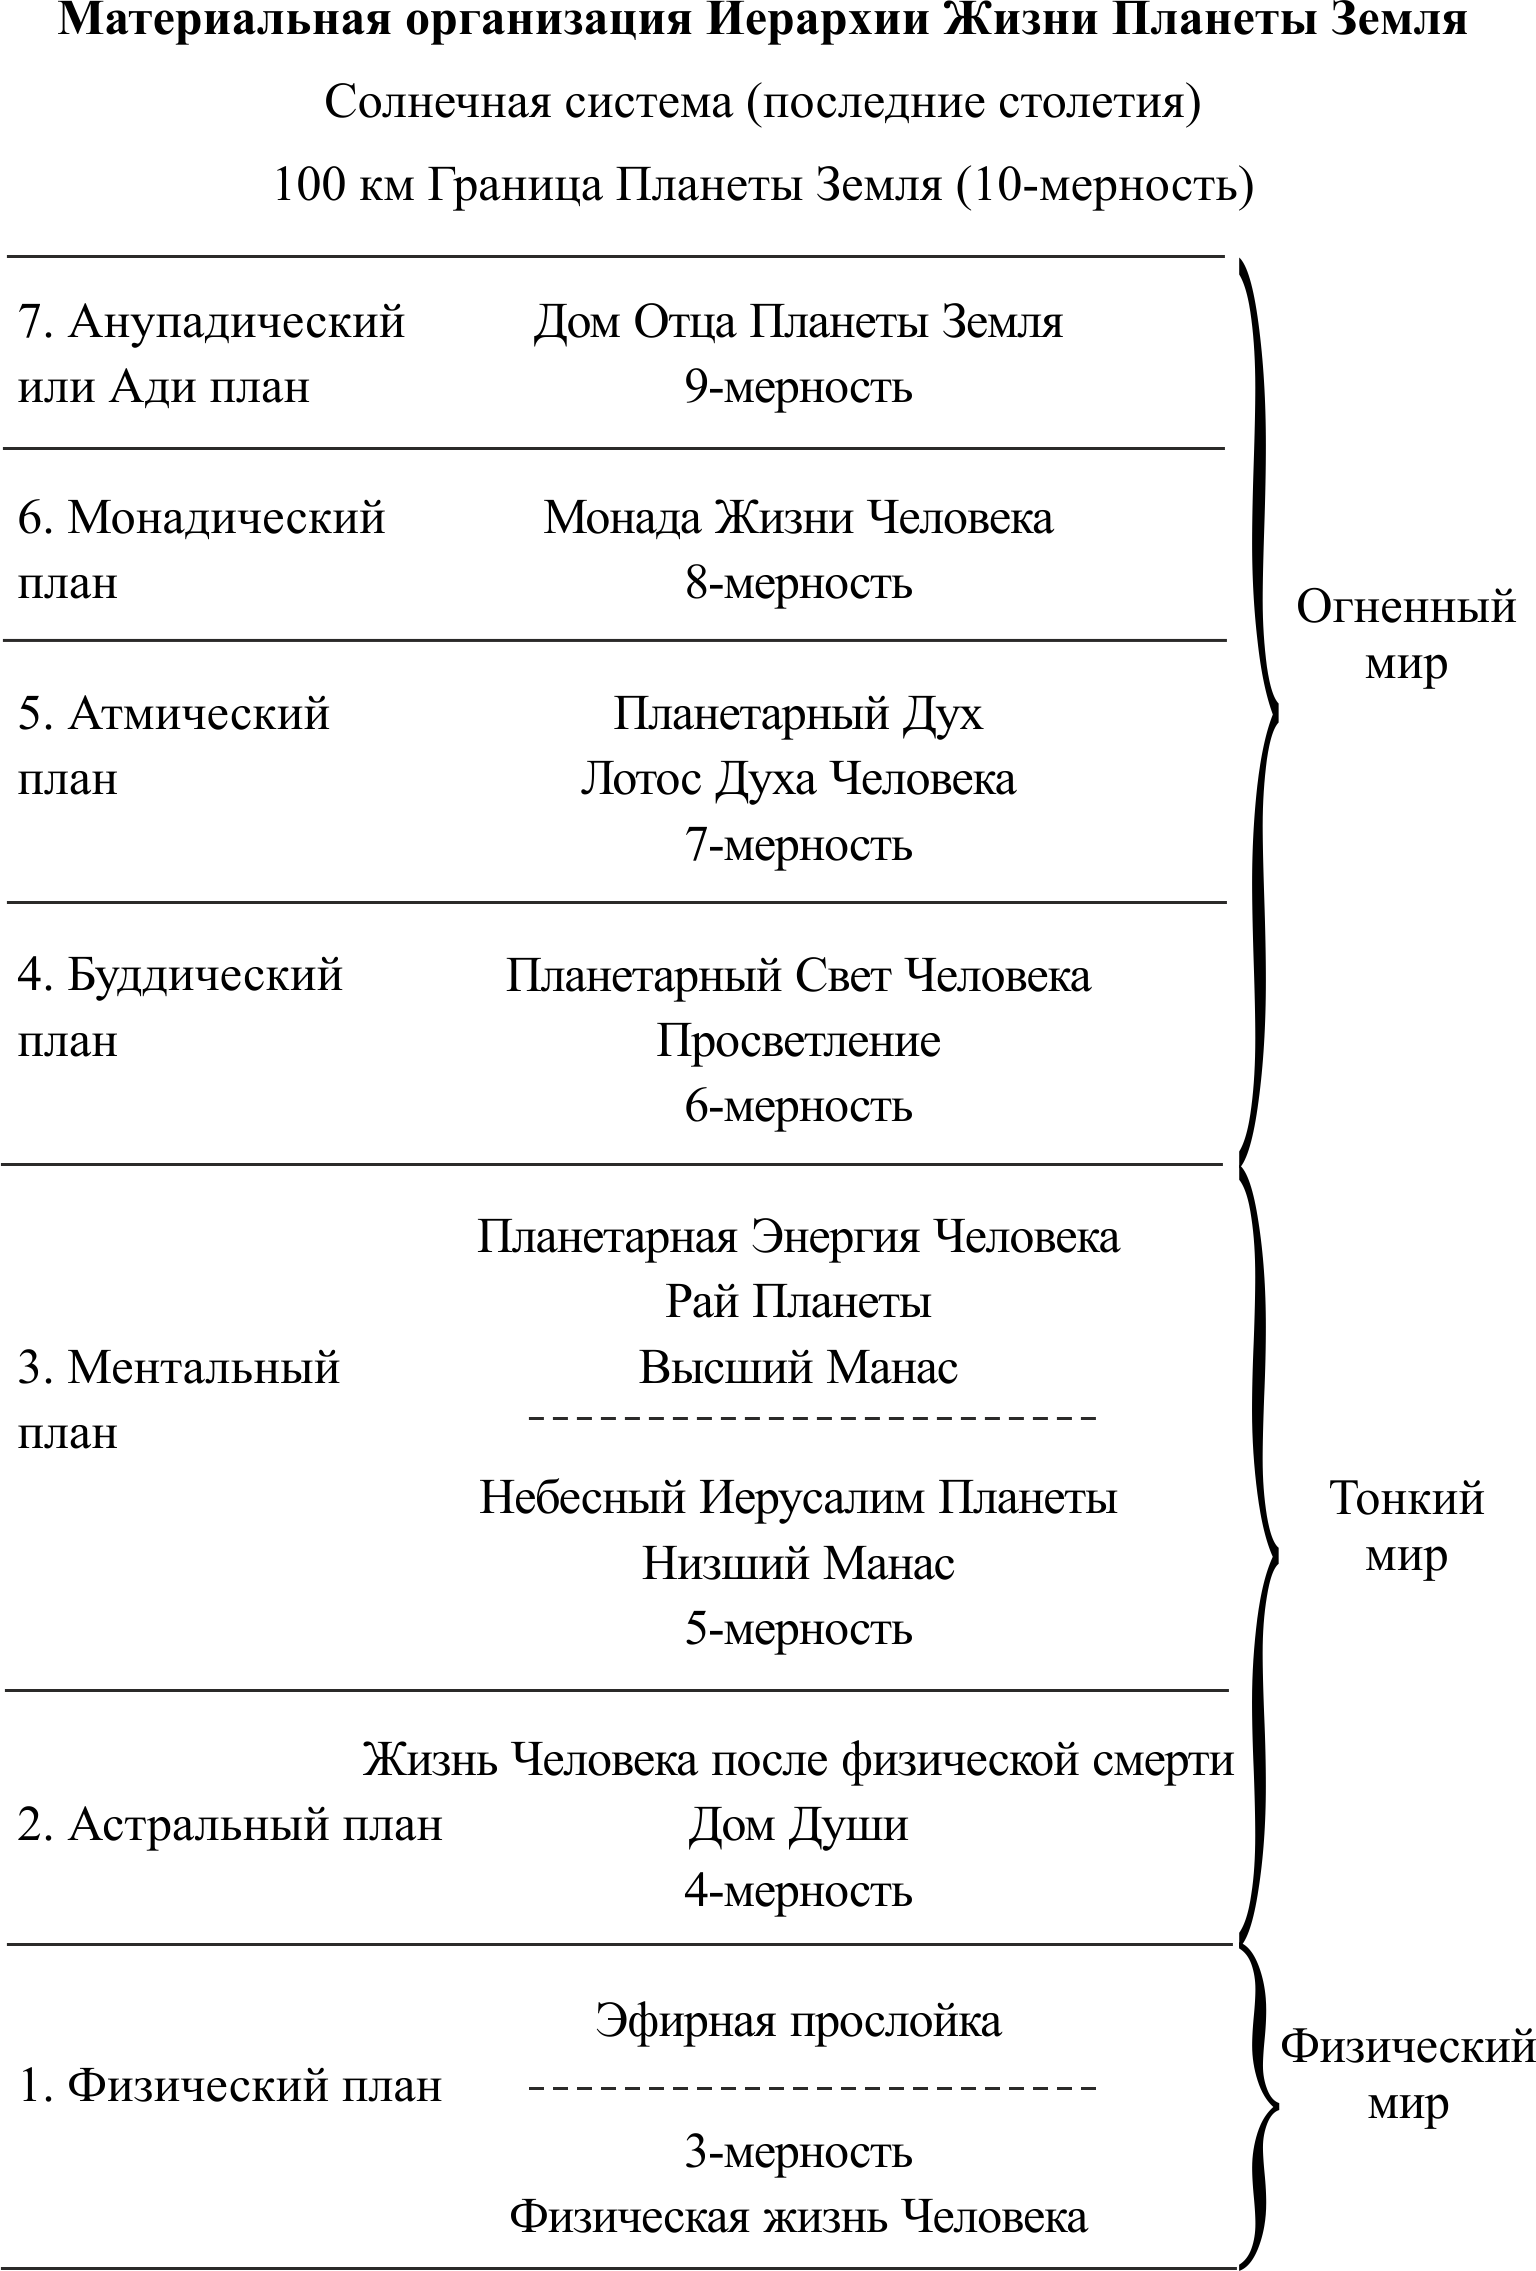 Материальная организация Иерархии Жизни Планеты Земля
Солнечная система (последние столетия)
100 км Граница Планеты Земля (10-мерность)
7. Анупадический
или Ади план
Дом Отца Планеты Земля
9-мерность
6. Монадический
план
Монада Жизни Человека
8-мерность
5. Атмический
план
Планетарный Дух
Лотос Духа Человека
7-мерность
4. Буддический
план
Планетарный Свет Человека
Просветление
6-мерность
Огненный
мир
3. Ментальный
план
Планетарная Энергия Человека
Рай Планеты
Высший Манас
Небесный Иерусалим Планеты
Низший Манас
5-мерность
2. Астральный план
Жизнь Человека после физической смерти
Дом Души
4-мерность
Тонкий
мир
1. Физический план
Эфирная прослойка
3-мерность
Физическая жизнь Человека
Физический
мир